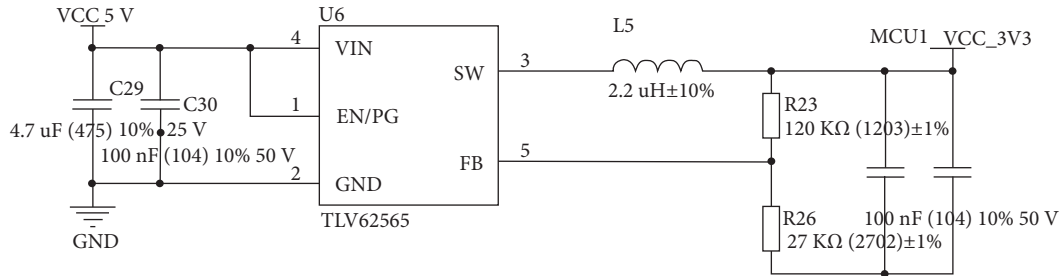 VCC 5 V
U6
L5
MCU1
VCC_3V3
4
VIN
SW
3
C29
C30
2.2 uH±10%
R23
4.7 uF (475) 10%
25 V
1
EN/PG
120 KΩ (1203)±1%
100 nF (104) 10% 50 V
FB
5
2
GND
TLV62565
GND
R26
100 nF (104) 10% 50 V
27 KΩ (2702)±1%